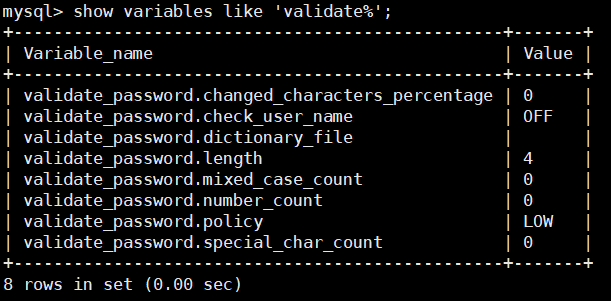 mysql> show variables like 'validate%';
+-------------------------------------------------+-------+
| Variable_name                                   | Value |
+-------------------------------------------------+-------+
| validate_password.changed_characters_percentage | 0     |
| validate_password.check_user_name               | OFF   |
| validate_password.dictionary_file               |       |
| validate_password.length                        | 4     |
| validate_password.mixed_case_count              | 0     |
| validate_password.number_count                  | 0     |
| validate_password.policy                        | LOW   |
| validate_password.special_char_count            | 0     |
+-------------------------------------------------+-------+
8 rows in set (0.00 sec)